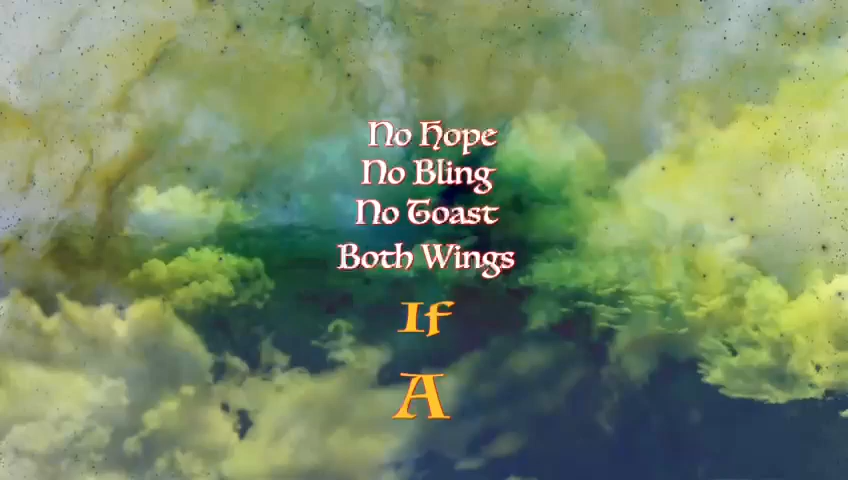 No Hope
No Bling
No Toast
Both Wings
If
A